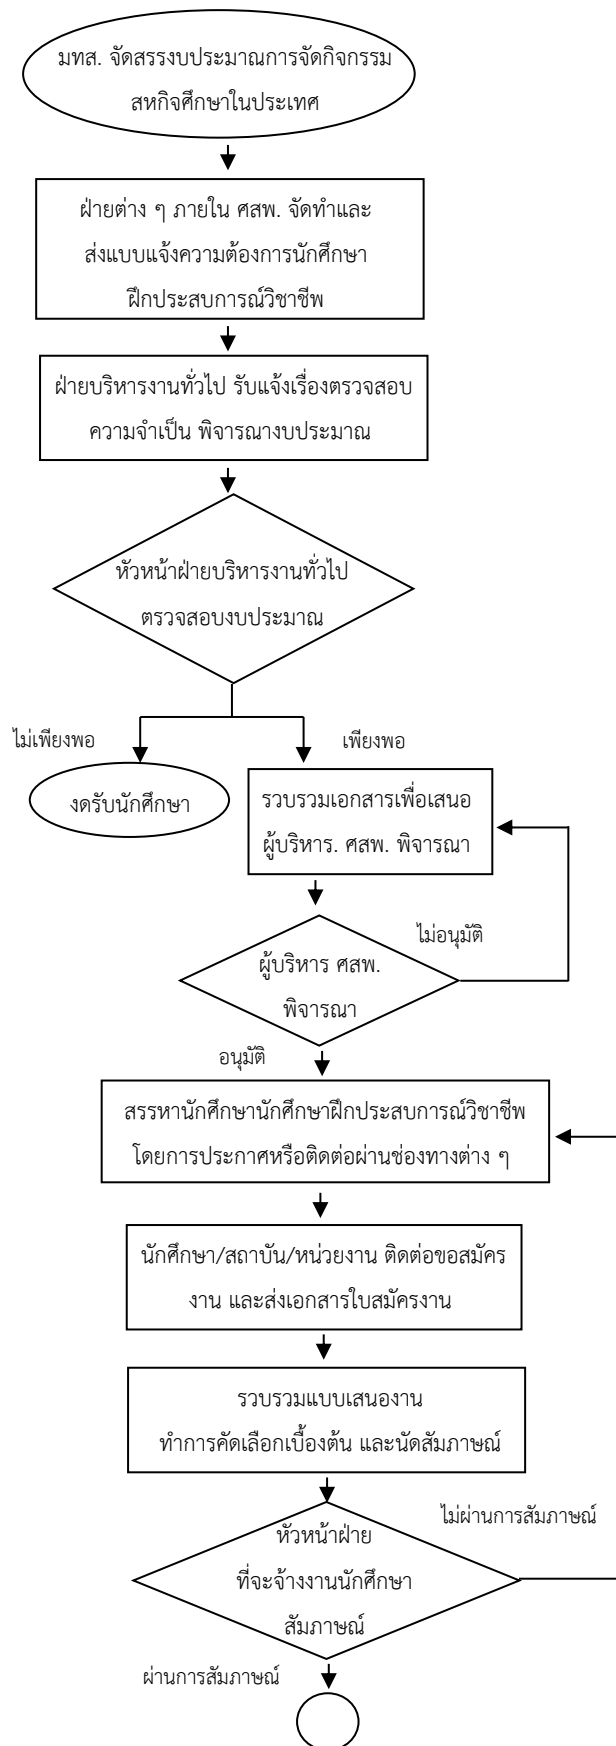 มทส. จัดสรรงบประมาณการจัดกิจกรรม
สหกิจศึกษาในประเทศ
ฝ่ายต่าง ๆ ภายใน ศสพ. จัดทำและ
ส่งแบบแจ้งความต้องการนักศึกษา
ฝึกประสบการณ์วิชาชีพ
ฝ่ายบริหารงานทั่วไป รับแจ้งเรื่องตรวจสอบ
ความจำเป็น พิจารณางบประมาณ
หัวหน้าฝ่ายบริหารงานทั่วไป
ตรวจสอบงบประมาณ
ไม่เพียงพอ
เพียงพอ
งดรับนักศึกษา
รวบรวมเอกสารเพื่อเสนอ
ผู้บริหาร. ศสพ. พิจารณา
ไม่อนุมัติ
ผู้บริหาร ศสพ.
พิจารณา
อนุมัติ
สรรหานักศึกษานักศึกษาฝึกประสบการณ์วิชาชีพ
โดยการประกาศหรือติดต่อผ่านช่องทางต่าง ๆ
นักศึกษา/สถาบัน/หน่วยงาน ติดต่อขอสมัคร
งาน และส่งเอกสารใบสมัครงาน
รวบรวมแบบเสนองาน
ทำการคัดเลือกเบื้องต้น และนัดสัมภาษณ์
ไม่ผ่านการสัมภาษณ์
หัวหน้าฝ่าย
ที่จะจ้างงานนักศึกษา
สัมภาษณ์
ผ่านการสัมภาษณ์